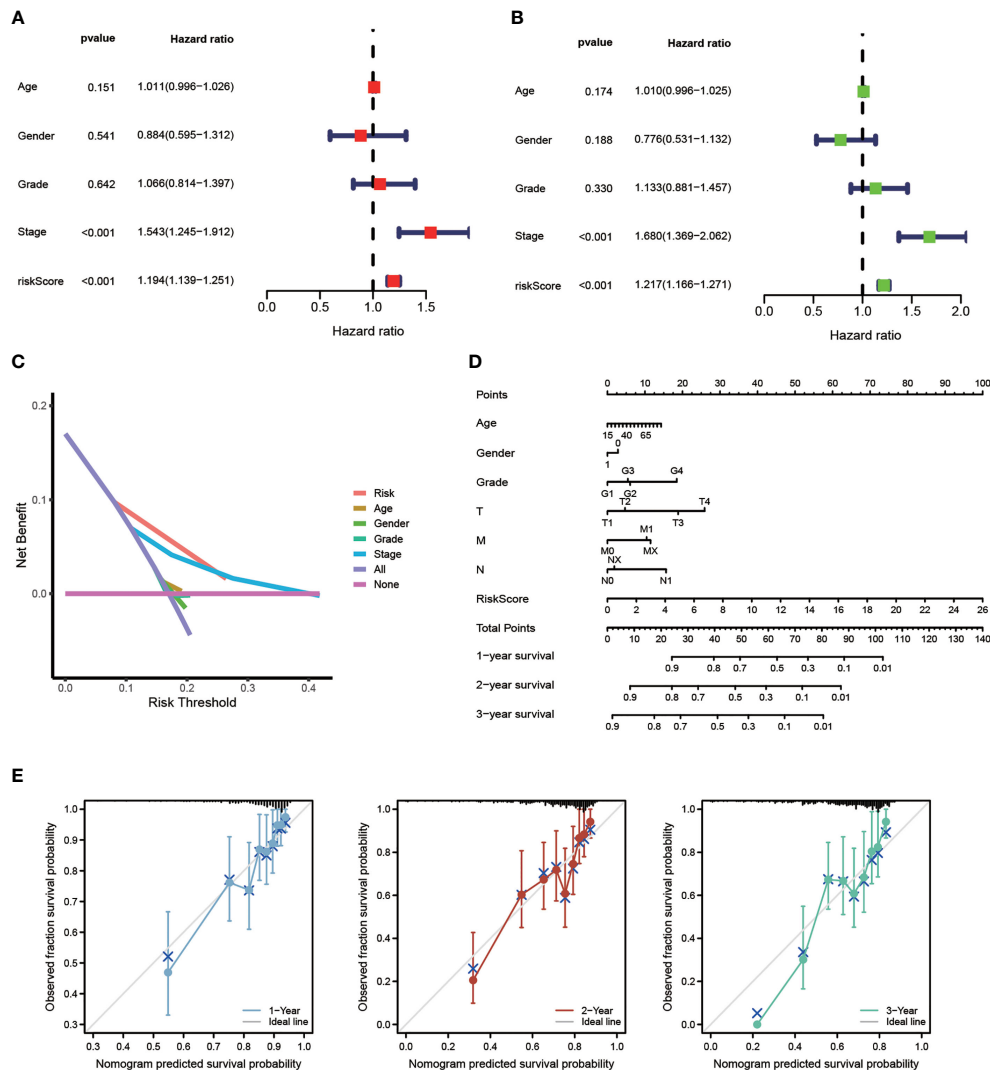 A
pvalue Hazard ratio
Age 0.151 1.011(0.996−1.026)
Gender 0.541 0.884(0.595−1.312)
Grade 0.642 1.066(0.814−1.397)
Stage <0.001 1.543(1.245−1.912)
riskScore <0.001 1.194(1.139−1.251)
0.0 0.5 1.0 1.5
Hazard ratio
B
pvalue Hazard ratio
Age 0.174 1.010(0.996−1.025)
Gender 0.188 0.776(0.531−1.132)
Grade 0.330 1.133(0.881−1.457)
Stage <0.001 1.680(1.369−2.062)
riskScore <0.001 1.217(1.166−1.271)
0.0 0.5 1.0 1.5 2.0
Hazard ratio
C
Net Benefit
0.2
0.1
0.0
0.0 0.1 0.2 0.3 0.4
Risk Threshold
Risk
Age
Gender
Grade
Stage
All
None
D
0 10 20 30 40 50 60 70 80 90 100
Points
Age
15 40 65
0
Gender
1
G3 G4
Grade
G1 G2
T2 T4
T
T1 T3
M1
M
M0 MX
NX
N
N0 N1
RiskScore
0 2 4 6 8 10 12 14 16 18 20 22 24 26
Total Points
0 10 20 30 40 50 60 70 80 90 100 110 120 130 140
1-year survival
0.9 0.8 0.7 0.5 0.3 0.1 0.01
2-year survival
0.9 0.8 0.7 0.5 0.3 0.1 0.01
3-year survival
0.9 0.8 0.7 0.5 0.3 0.1 0.01
E
Observed fraction survival probability
1.0
0.9
0.8
0.7
0.6
0.5
0.4
0.3
1-Year
Ideal line
0.3 0.4 0.5 0.6 0.7 0.8 0.9 1.0
Nomogram predicted survival probability
Observed fraction survival probability
1.0
0.8
0.6
0.4
0.2
0.0
2-Year
Ideal line
0.0 0.2 0.4 0.6 0.8 1.0
Nomogram predicted survival probability
Observed fraction survival probability
1.0
0.8
0.6
0.4
0.2
0.0
3-Year
Ideal line
0.0 0.2 0.4 0.6 0.8 1.0
Nomogram predicted survival probability